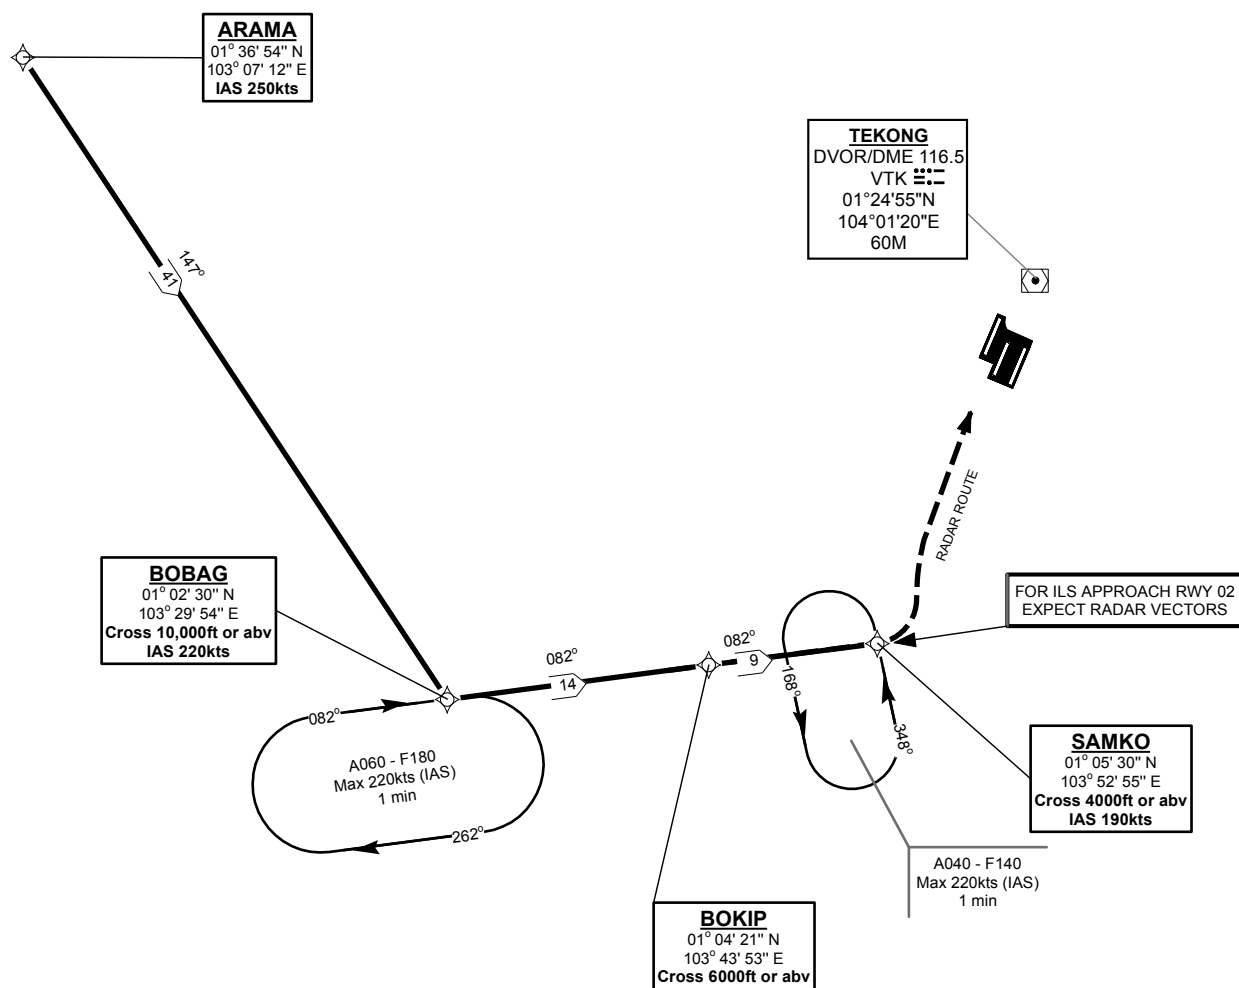 ARAMA
01° 36' 54" N
103° 07' 12" E
IAS 250kts
TEKONG
DVOR/DME 116.5
VTK
01°24'55"N
104°01'20"E
60M
147°
41
RADAR ROUTE
BOBAG
01° 02' 30" N
103° 29' 54" E
Cross 10,000ft or abv
IAS 220kts
FOR ILS APPROACH RWY 02
EXPECT RADAR VECTORS
082°
14
082°
9
082°
A060 - F180
Max 220kts (IAS)
1 min
262°
168°
348°
SAMKO
01° 05' 30" N
103° 52' 55" E
Cross 4000ft or abv
IAS 190kts
A040 - F140
Max 220kts (IAS)
1 min
BOKIP
01° 04' 21" N
103° 43' 53" E
Cross 6000ft or abv